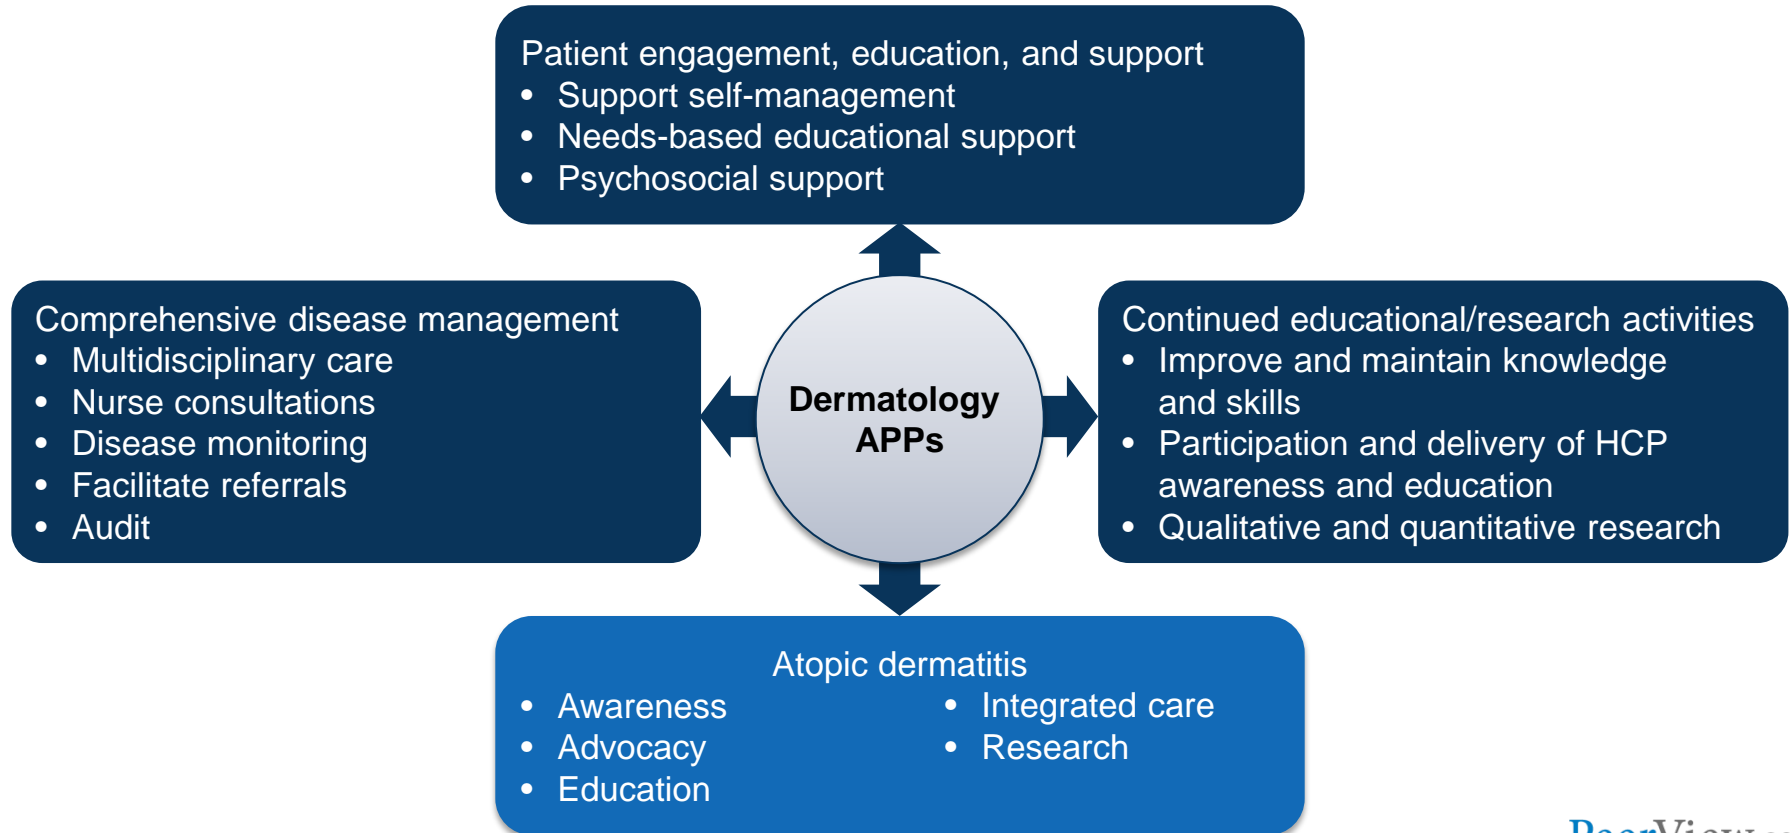 Patient engagement, education, and support
• Support self-management
• Needs-based educational support
• Psychosocial support
Comprehensive disease management
• Multidisciplinary care
• Nurse consultations
• Disease monitoring
• Facilitate referrals
• Audit
Dermatology
APPs
Continued educational/research activities
• Improve and maintain knowledge
and skills
• Participation and delivery of HCP
awareness and education
• Qualitative and quantitative research
Atopic dermatitis
• Awareness
• Advocacy
• Education
• Integrated care
• Research
PeerView